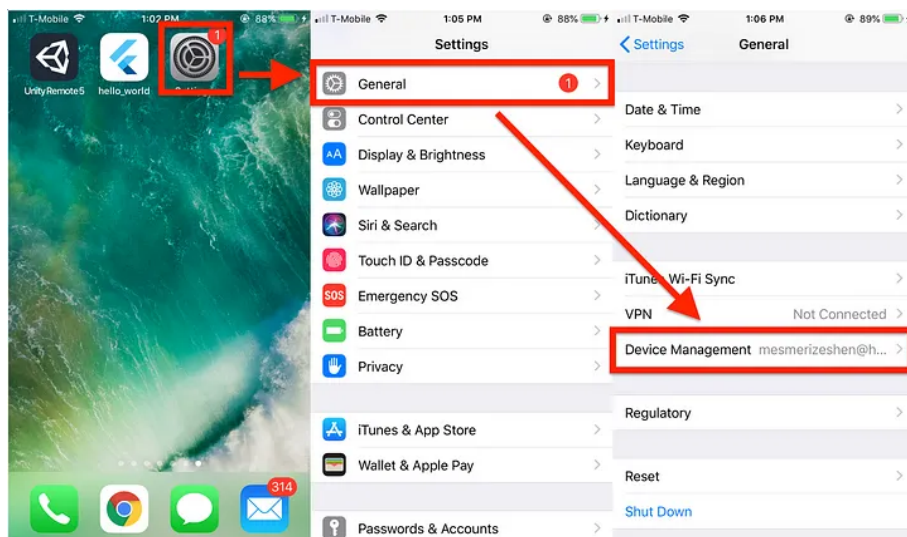 T-Mobile 1:02 PM 88%
1
UnityRemote5 hello_world
314
T-Mobile 1:05 PM 88%
Settings
General 1
Control Center
AA Display & Brightness
Wallpaper
Siri & Search
Touch ID & Passcode
SOS Emergency SOS
Battery
Privacy
iTunes & App Store
Wallet & Apple Pay
Passwords & Accounts
T-Mobile 1:06 PM 89%
Settings General
Date & Time
Keyboard
Language & Region
Dictionary
iTunes Wi-Fi Sync
VPN Not Connected
Device Management mesmerizeshen@h...
Regulatory
Reset
Shut Down